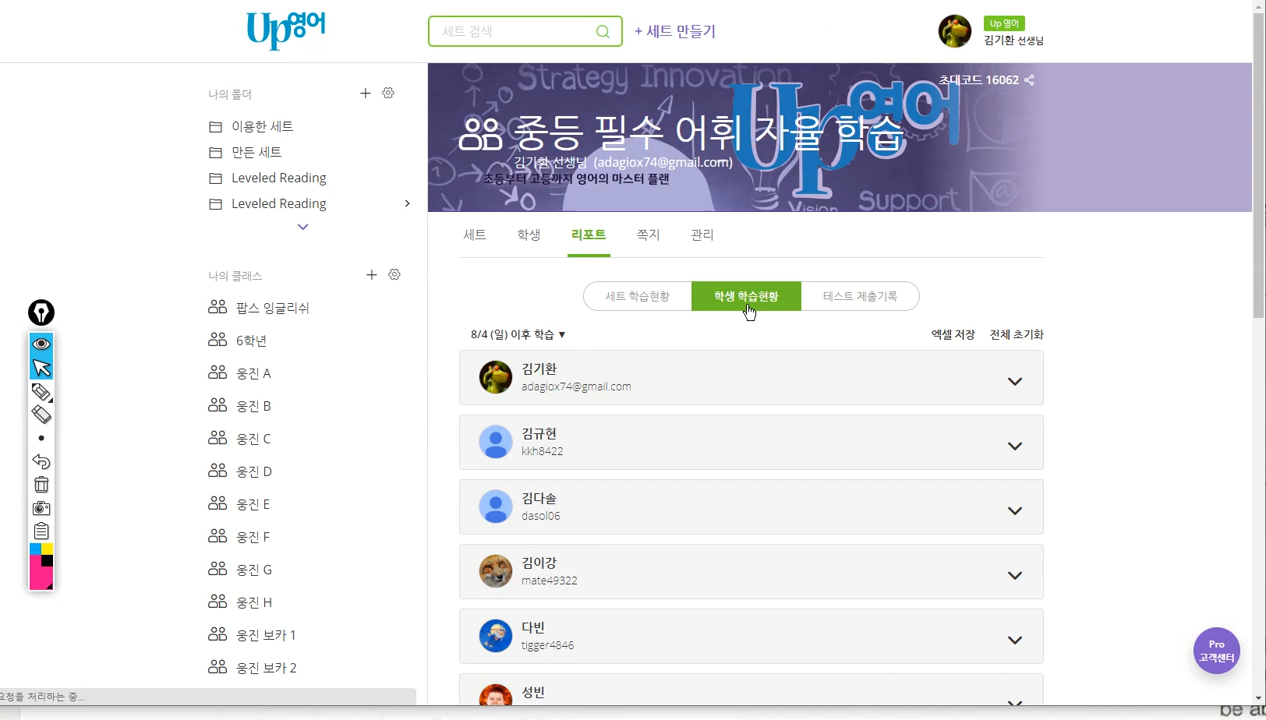 Up영어
세트 검색
+ 세트 만들기
Up 영어
김기환 선생님
나의 폴더
이용한 세트
만든 세트
Leveled Reading
Leveled Reading
나의 클래스
팝스 잉글리쉬
6학년
웅진 A
웅진 B
웅진 C
웅진 D
웅진 E
웅진 F
웅진 G
웅진 H
웅진 보카 1
웅진 보카 2
요청을 처리하는 중...
Strategy Innovation
초대코드 16062
Up영어
중등 필수 어휘 자율 학습
김기환 선생님 (adagiox74@gmail.com)
초등부터 고등까지 영어의 마스터 플랜
Vision
Support
세트 학생 리포트 쪽지 관리
세트 학습현황 학생 학습현황 테스트 제출기록
8/4 (일) 이후 학습 ▼
엑셀 저장 전체 초기화
김기환
adagiox74@gmail.com
김규현
kkh8422
김다솔
dasol06
김이강
mate49322
다빈
tigger4846
성빈
Pro
고객센터
be ab